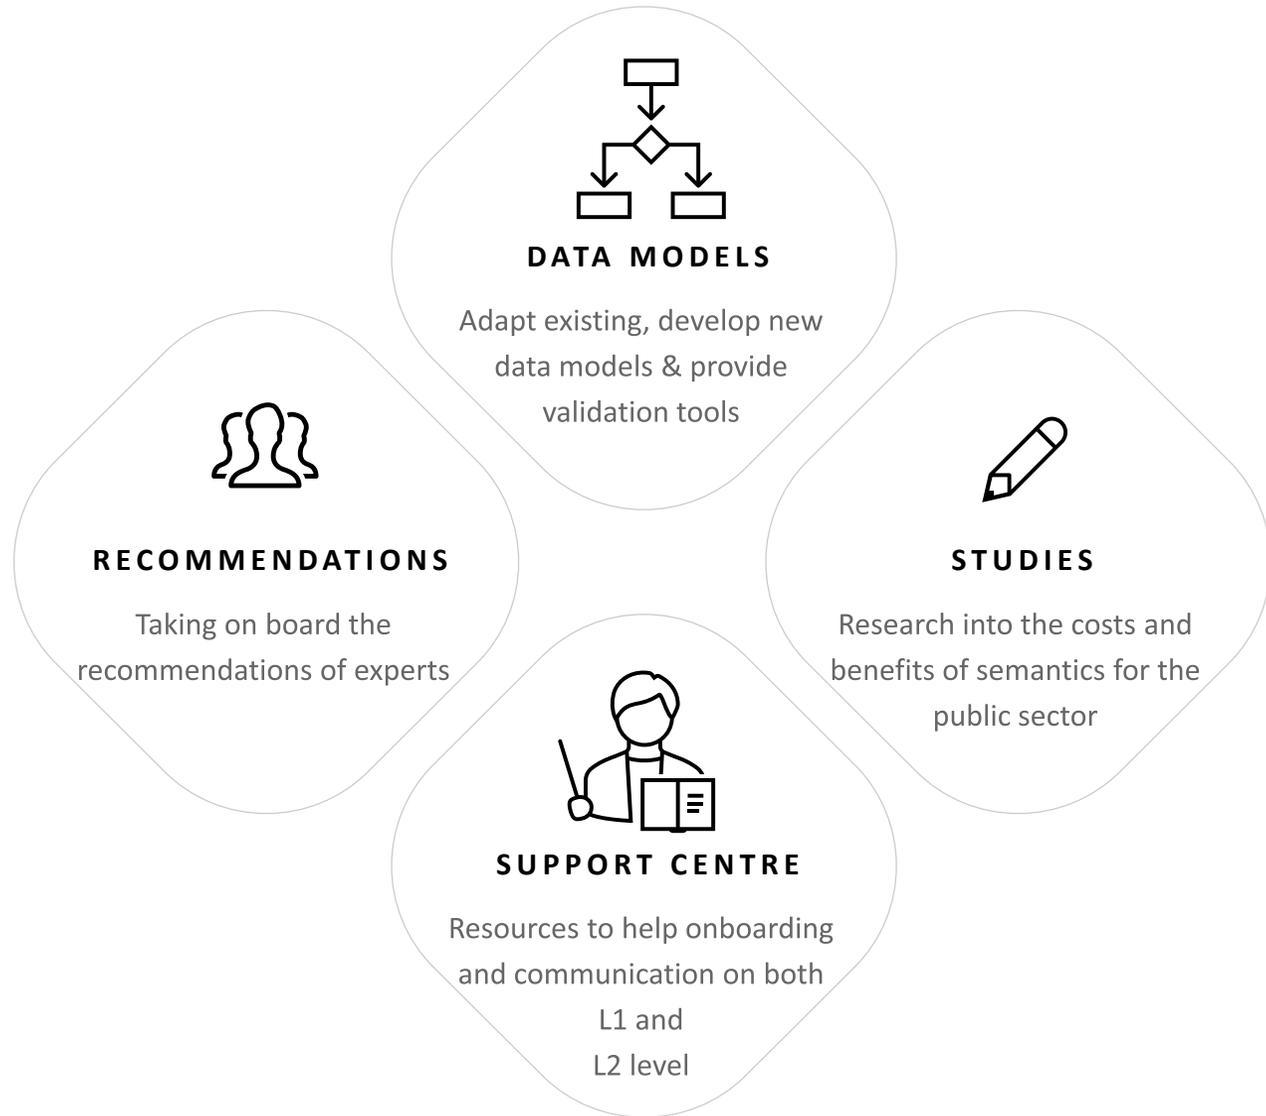 DATA MODELS
Adapt existing, develop new
data models & provide
validation tools
RECOMMENDATIONS
Taking on board the
recommendations of experts
STUDIES
Research into the costs and
benefits of semantics for the
public sector
SUPPORT CENTRE
Resources to help onboarding
and communication on both
L1 and
L2 level